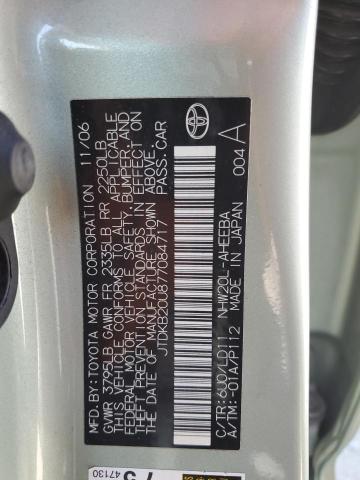 MFD. BY: TOYOTA MOTOR CORPORATION 11/06
GVWR 3795LB GAWR FR 2335LB RR 2250LB
THIS VEHICLE CONFORMS TO ALL APPLICABLE
FEDERAL MOTOR VEHICLE SAFETY, BUMPER, AND
THEFT PREVENTION STANDARDS IN EFFECT ON
THE DATE OF MANUFACTURE SHOWN ABOVE.
JTDKB20U877084717 PASS. CAR
C/TR: 6U0/LD11 NHW20L-AHEEBA
A/TM: -01A/P112 MADE IN JAPAN 004 A
47130